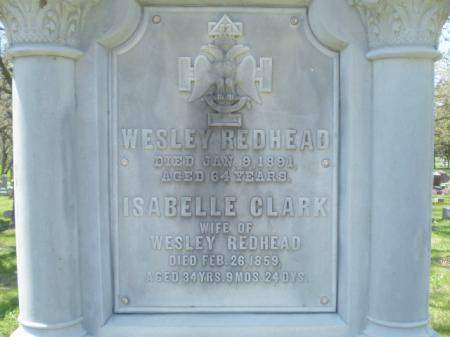 WESLEY REDHEAD
DIED JAN. 9. 1891.
AGED 64 YEARS.
ISABELLE CLARK
WIFE OF
WESLEY REDHEAD
DIED FEB. 26 1859.
AGED 34 YRS. 9 MOS. 24 DYS.